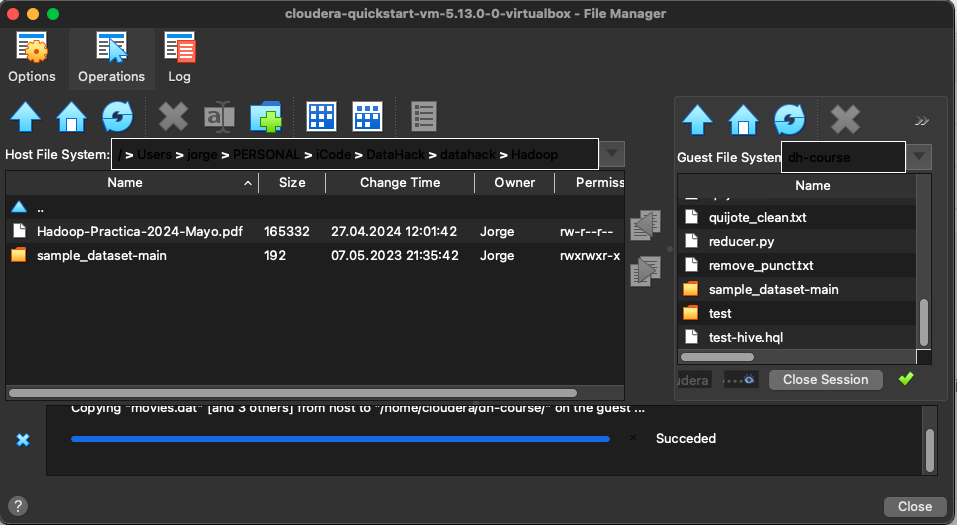 cloudera-quickstart-vm-5.13.0-0-virtualbox - File Manager
Options Operations Log
Host File System: / > Users > jorge > PERSONAL > iCode > DataHack > datahack > Hadoop
Name Size Change Time Owner Permiss
..
Hadoop-Practica-2024-Mayo.pdf 165332 27.04.2024 12:01:42 Jorge rw-r--r--
sample_dataset-main 192 07.05.2023 21:35:42 Jorge rwxrwxr-x
Guest File System dh-course
Name
quijote_clean.txt
reducer.py
remove_punct.txt
sample_dataset-main
test
test-hive.hql
udera Close Session
Copying "movies.dat" [and 3 others] from host to "/home/cloudera/dh-course/" on the guest ...
Succeded
? Close